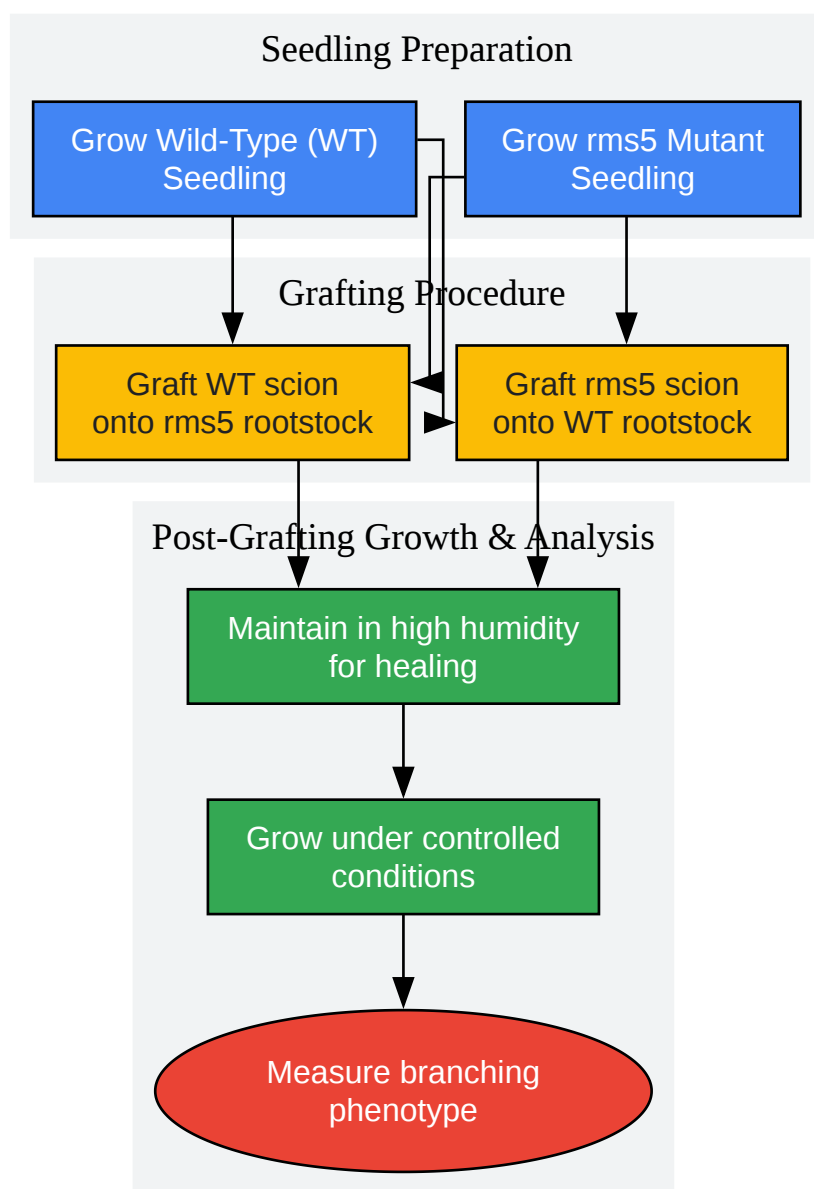 Seedling Preparation
Grow Wild-Type (WT)
Seedling
Grow rms5 Mutant
Seedling
Grafting Procedure
Graft WT scion
onto rms5 rootstock
Graft rms5 scion
onto WT rootstock
Post-Grafting Growth & Analysis
Maintain in high humidity
for healing
Grow under controlled
conditions
Measure branching
phenotype